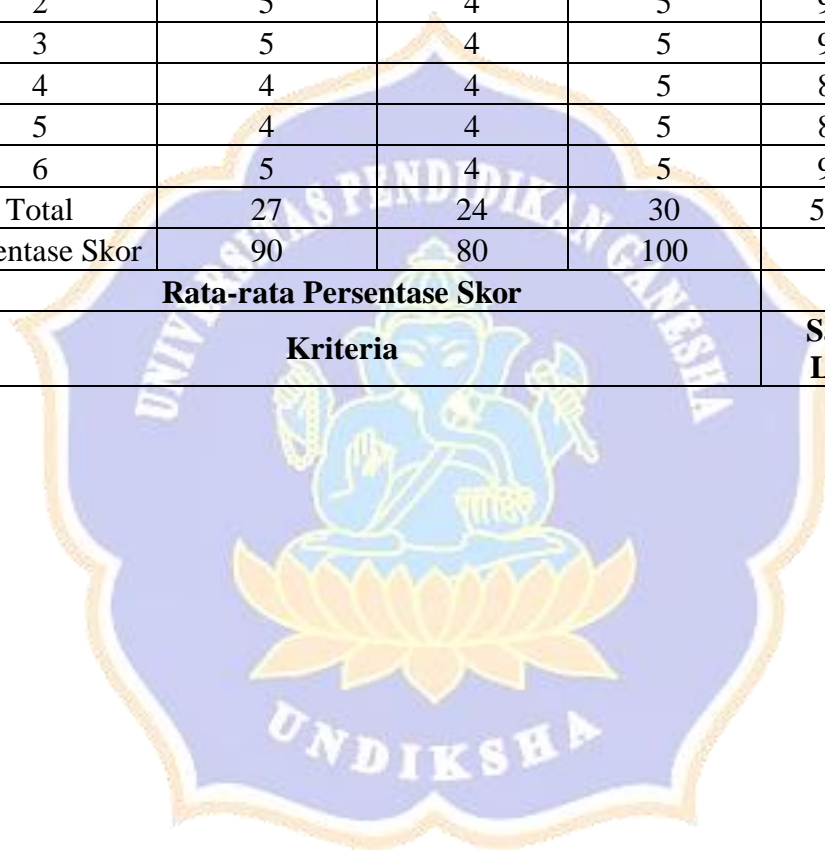 2 5 4 5
3 5 4 5
4 4 4 5
5 4 4 5
6 5 4 5
Total 27 24 30
Skor 90 80 100
Rata-rata Persentase Skor
Kriteria
UNIVERSITAS PENDIDIKAN GANESHA
UNDIKSHA